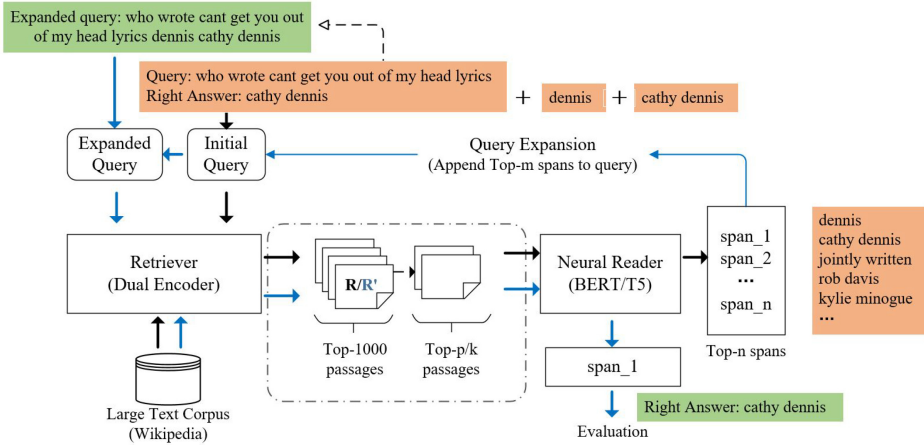 Expanded query: who wrote cant get you out
of my head lyrics dennis cathy dennis
Query: who wrote cant get you out of my head lyrics
Right Answer: cathy dennis
+
dennis
+
cathy dennis
Expanded
Query
Initial
Query
Query Expansion
(Append Top-m spans to query)
Retriever
(Dual Encoder)
R/R'
Top-1000
passages
Top-p/k
passages
Neural Reader
(BERT/T5)
span_1
span_2
...
span_n
Top-n spans
dennis
cathy dennis
jointly written
rob davis
kylie minogue
...
Large Text Corpus
(Wikipedia)
span_1
Right Answer: cathy dennis
Evaluation